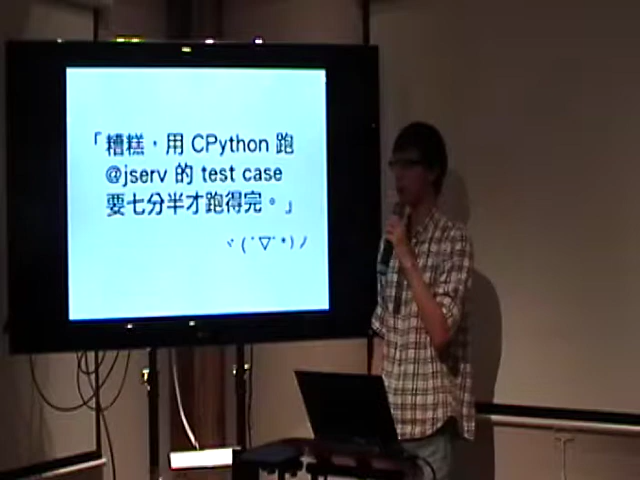 「糟糕，用 CPython 跑
@jserv 的 test case
要七分半才跑得完。」
ヾ(´▽`*)ﾉ